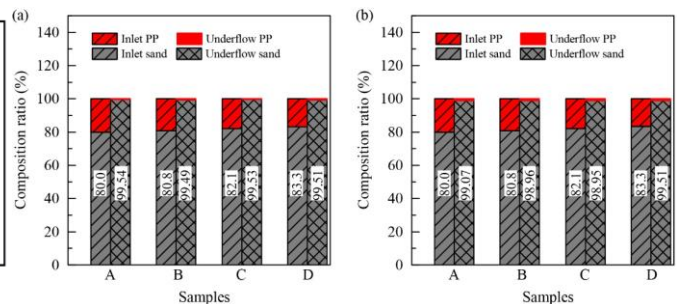 (a)
Composition ratio (%)
140
120
100
80
60
40
20
0
Inlet PP
Underflow PP
Inlet sand
Underflow sand
80.0
99.54
80.8
99.49
82.1
99.53
83.3
99.51
A
B
C
D
Samples
(b)
Composition ratio (%)
140
120
100
80
60
40
20
0
Inlet PP
Underflow PP
Inlet sand
Underflow sand
80.0
99.07
80.8
98.96
82.1
98.95
83.3
99.51
A
B
C
D
Samples